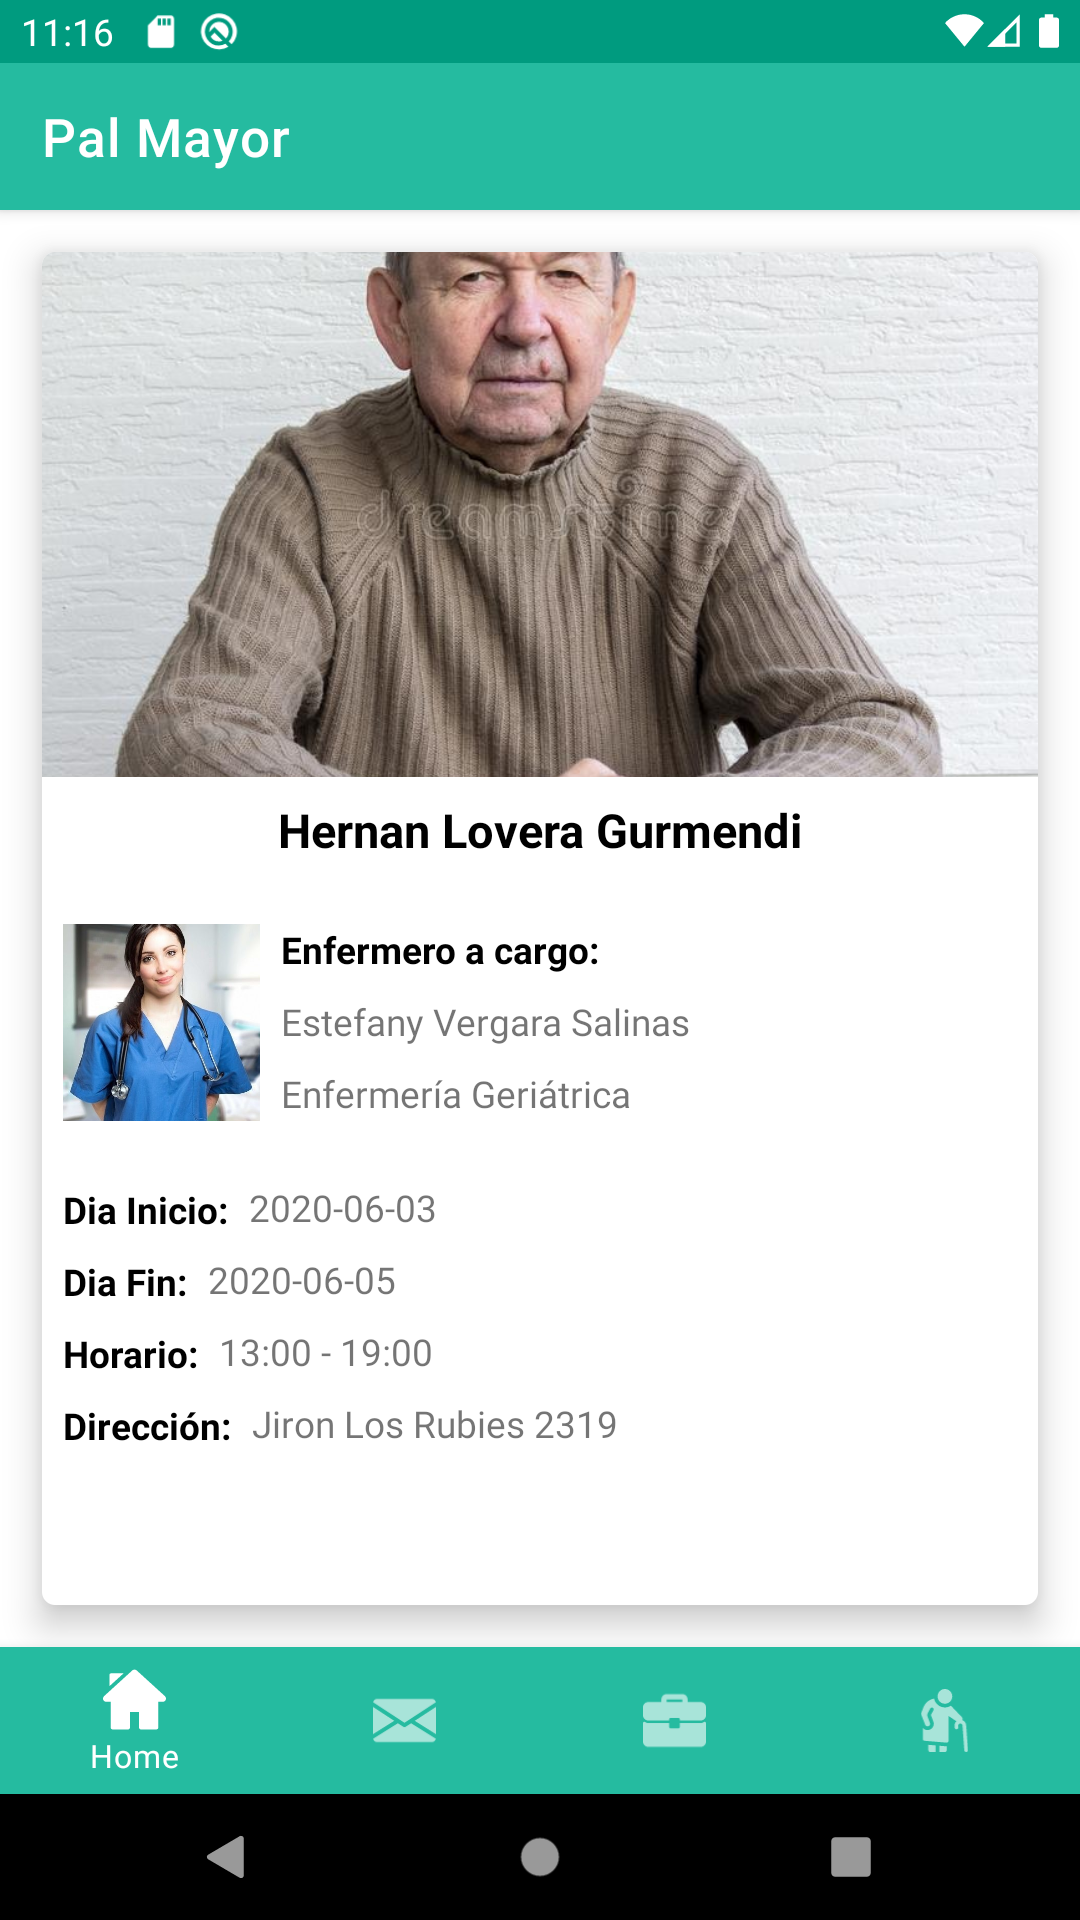 11:16
Pal Mayor
dreamstime
Hernan Lovera Gurmendi
Enfermero a cargo:
Estefany Vergara Salinas
Enfermería Geriátrica
Dia Inicio: 2020-06-03
Dia Fin: 2020-06-05
Horario: 13:00 - 19:00
Dirección: Jiron Los Rubies 2319
Home